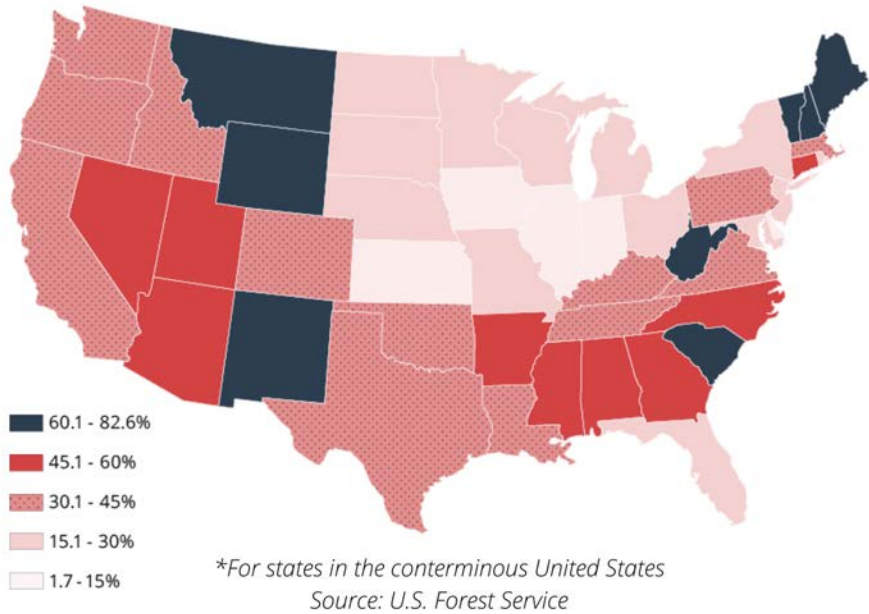 60.1 - 82.6%
45.1 - 60%
30.1 - 45%
15.1 - 30%
1.7 - 15%
*For states in the conterminous United States
Source: U.S. Forest Service